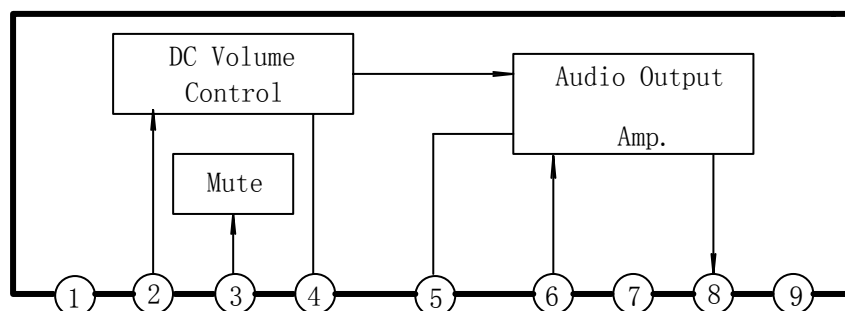 DC Volume
Control
Audio Output
Amp.
Mute
1 2 3 4 5 6 7 8 9